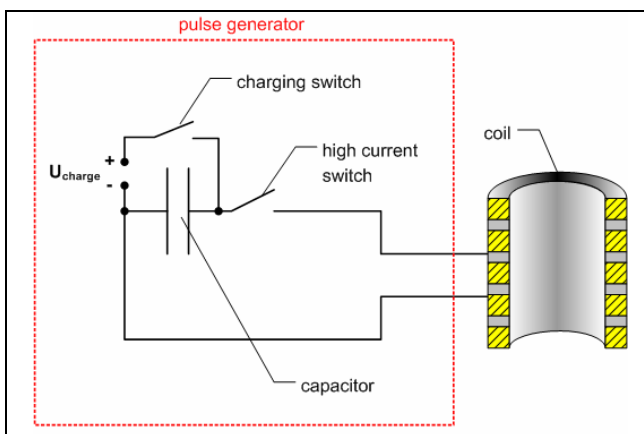 pulse generator
charging switch
coil
high current
switch
+
Ucharge
-
capacitor